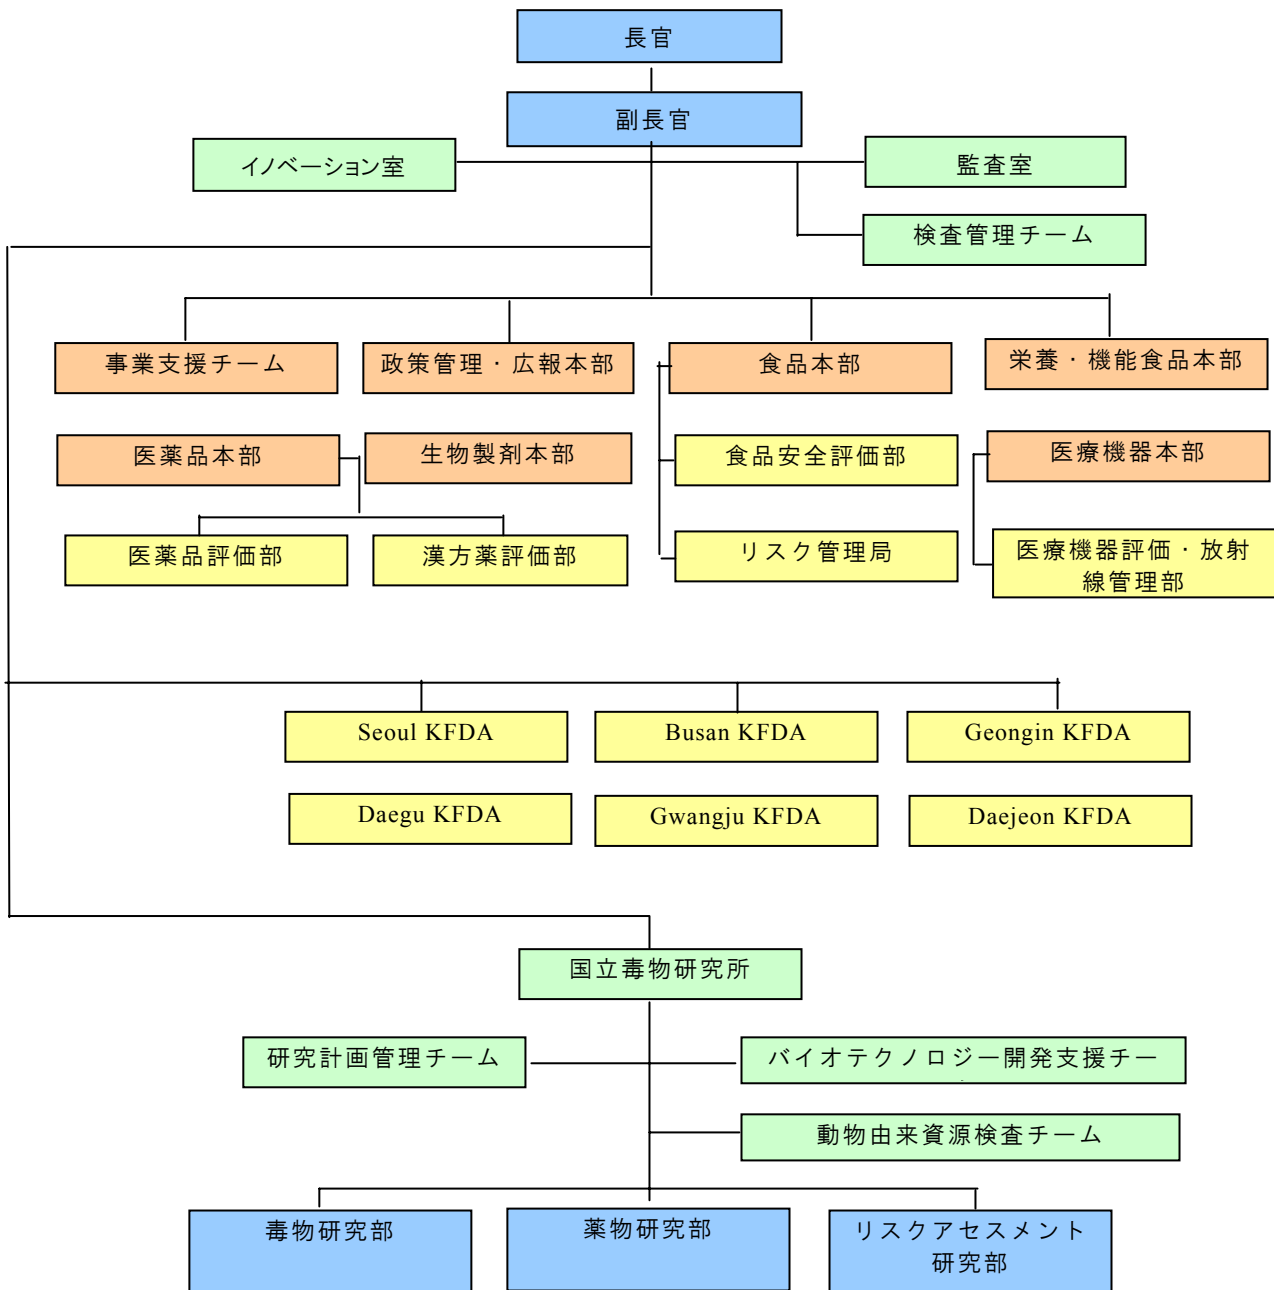 長官
副長官
イノベーション室
監査室
検査管理チーム
事業支援チーム
政策管理・広報本部
食品本部
栄養・機能食品本部
医薬品本部
生物製剤本部
食品安全評価部
医療機器本部
医薬品評価部
漢方薬評価部
リスク管理局
医療機器評価・放射
線管理部
Seoul KFDA
Busan KFDA
Geongin KFDA
Daegu KFDA
Gwangju KFDA
Daejeon KFDA
国立毒物研究所
研究計画管理チーム
バイオテクノロジー開発支援チー
動物由来資源検査チーム
毒物研究部
薬物研究部
リスクアセスメント
研究部